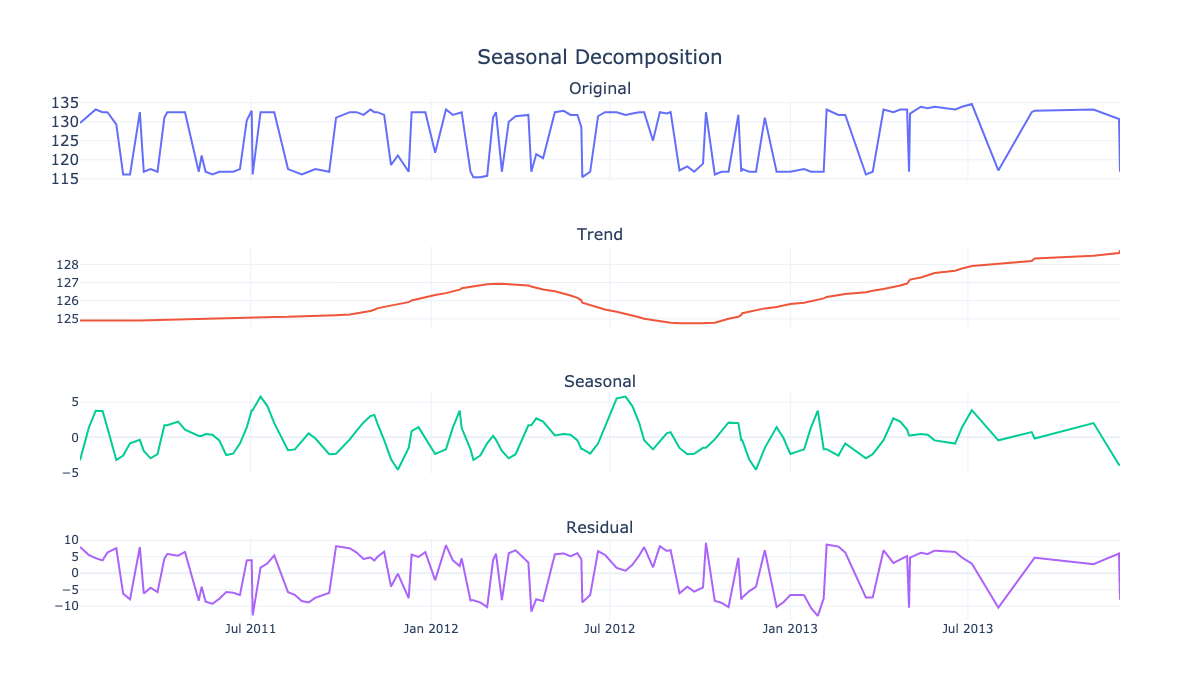 Seasonal Decomposition
Original
135
130
125
120
115
Trend
128
127
126
125
Seasonal
5
0
−5
Residual
10
5
0
−5
−10
Jul 2011 Jan 2012 Jul 2012 Jan 2013 Jul 2013